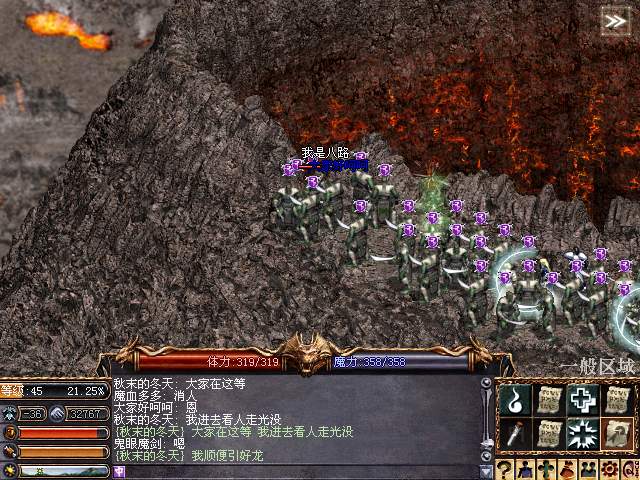 我是八路
体力:319/319
魔力:358/358
一般区域
等级:45
21.25%
-36
32767
秋末的冬天: 大家在这等
魔血多多: 消人
大家好呵呵: 恩
秋末的冬天: 我进去看人走光没
{秋末的冬天} 大家在这等 我进去看人走光没
鬼眼魔剑: 嗯
{秋末的冬天} 我顺便引好龙
中